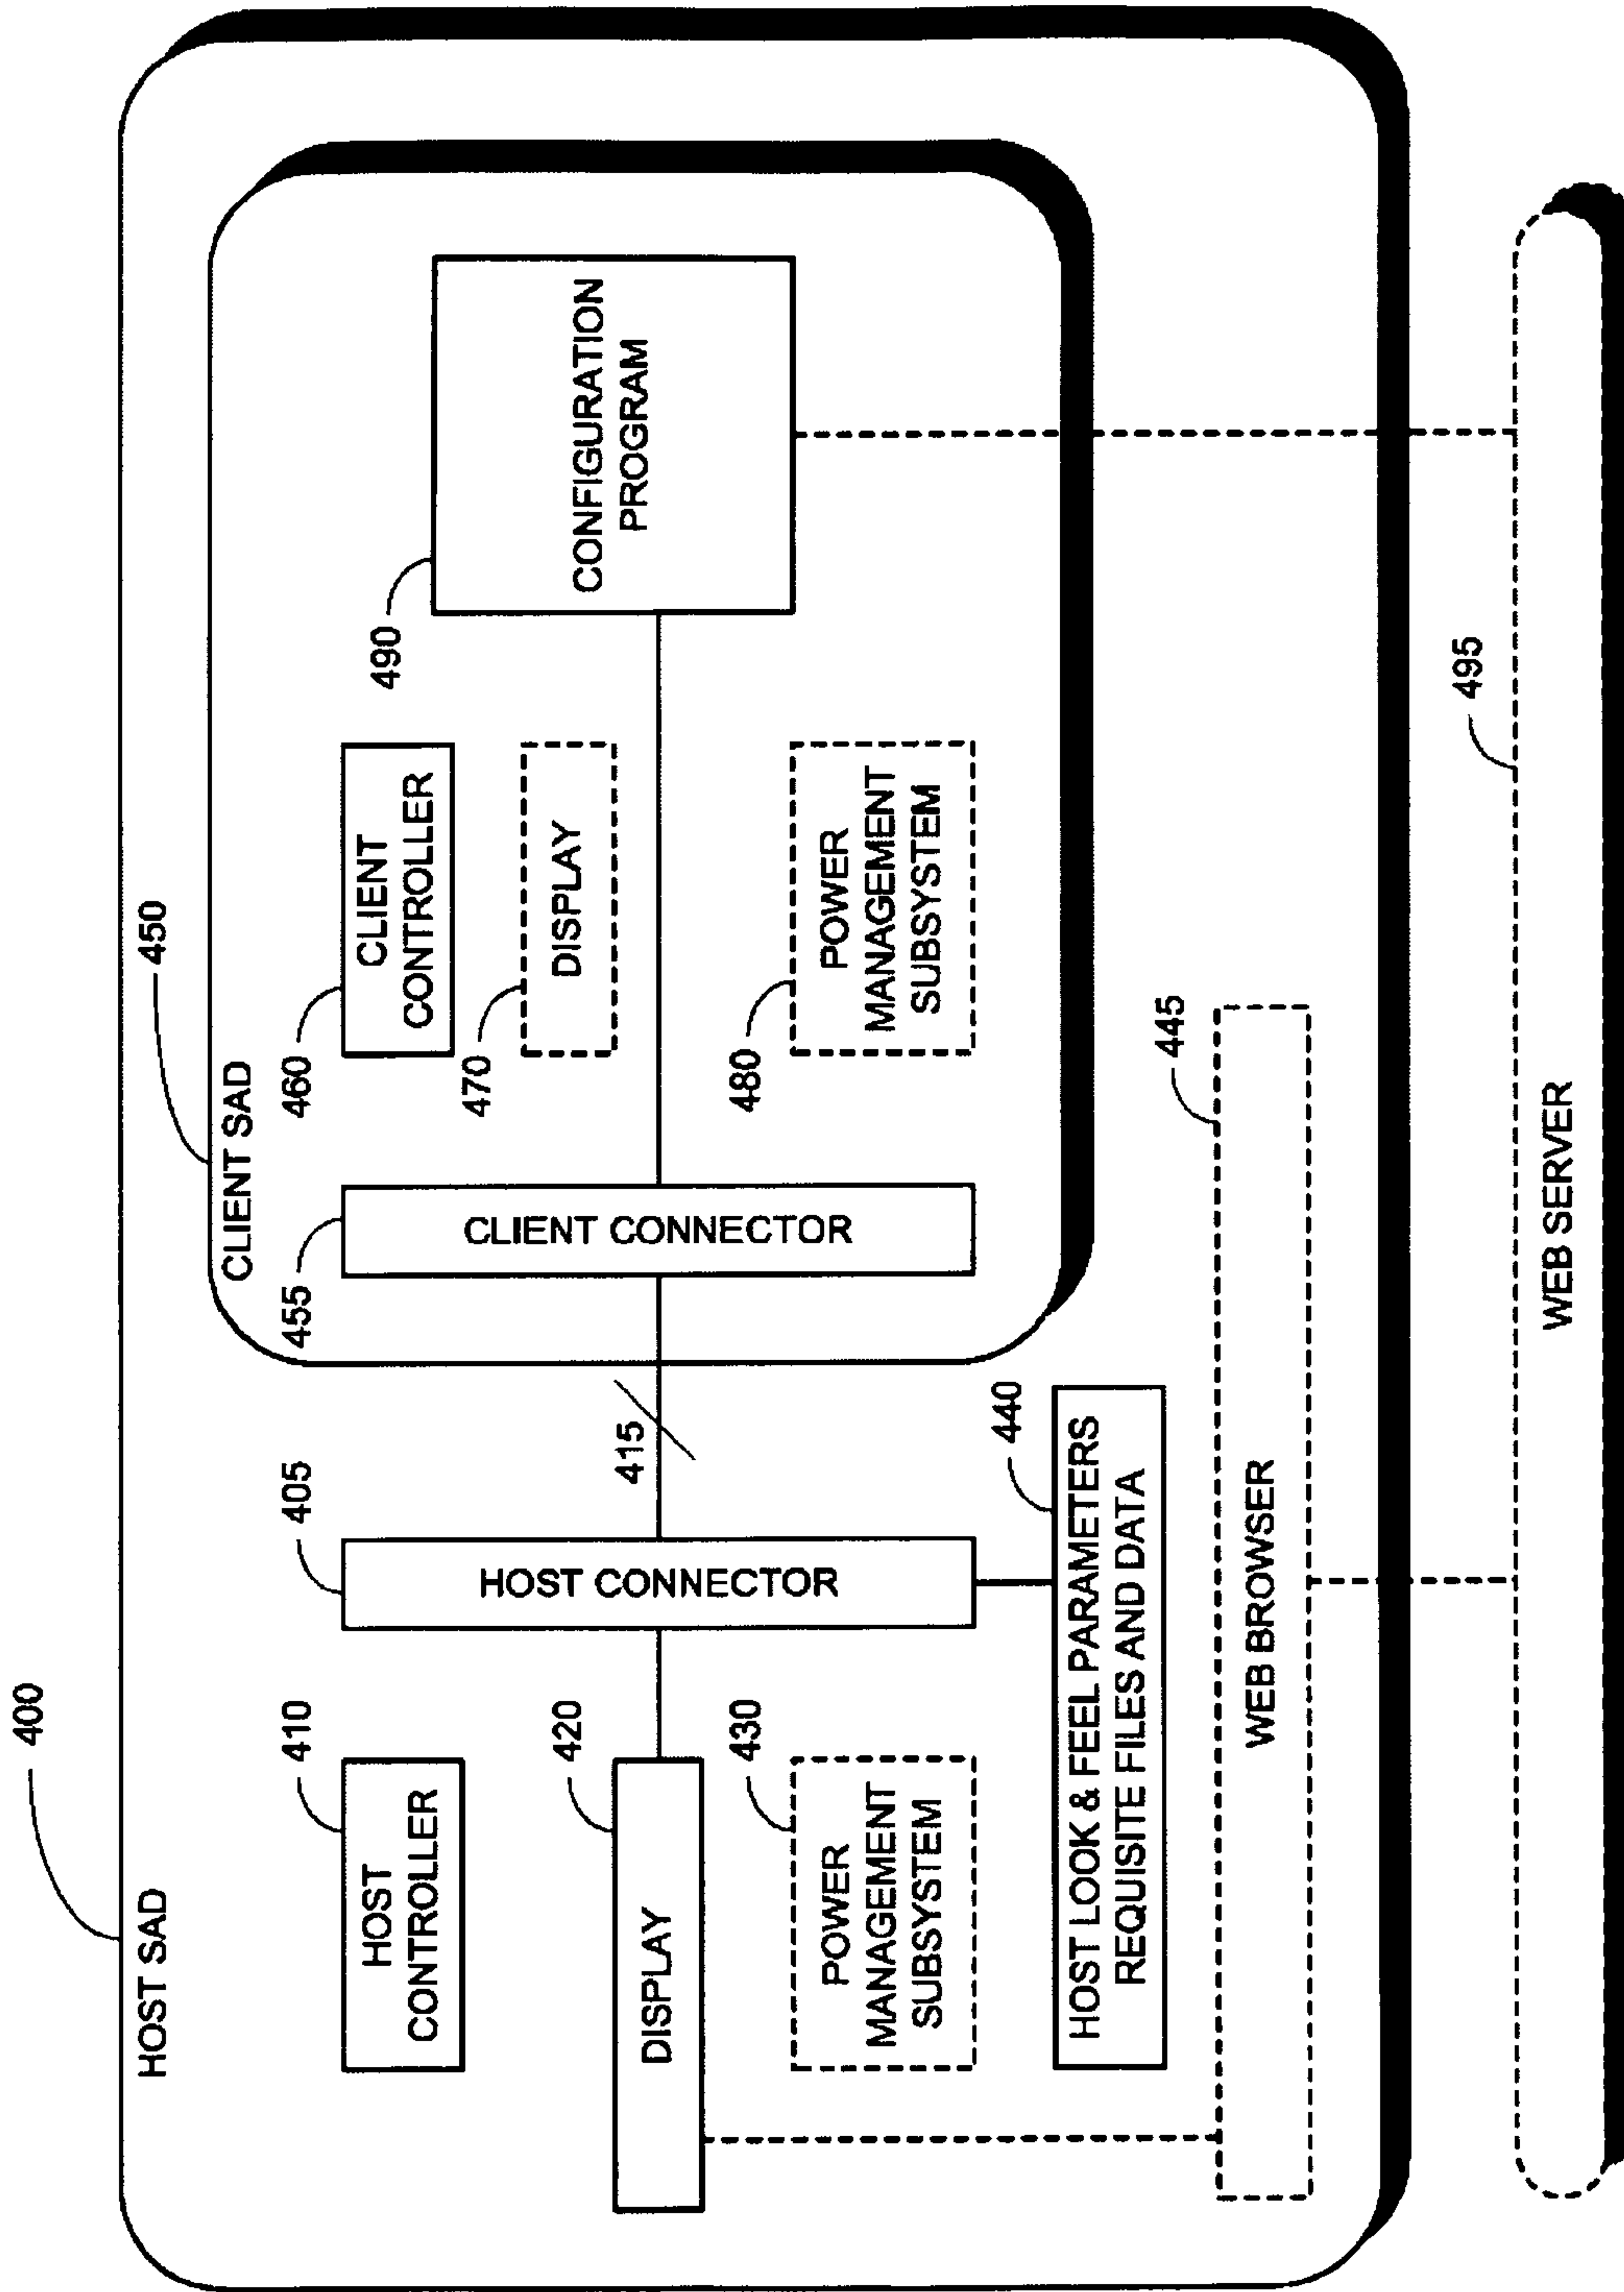 400
HOST SAD
450
CLIENT SAD
410
HOST
CONTROLLER
405
HOST CONNECTOR
455
CLIENT CONNECTOR
460
CLIENT
CONTROLLER
420
DISPLAY
415
470
DISPLAY
490
CONFIGURATION
PROGRAM
430
POWER
MANAGEMENT
SUBSYSTEM
480
POWER
MANAGEMENT
SUBSYSTEM
440
HOST LOOK & FEEL PARAMETERS
REQUISITE FILES AND DATA
445
WEB BROWSER
495
WEB SERVER